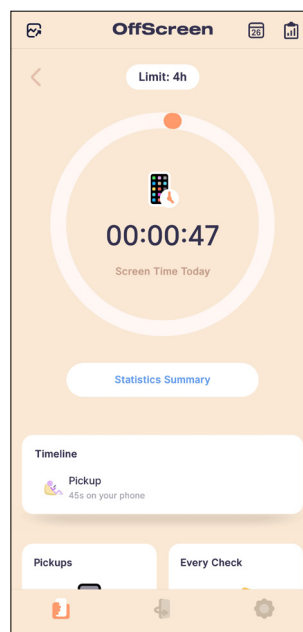 OffScreen
26
Limit: 4h
00:00:47
Screen Time Today
Statistics Summary
Timeline
Pickup
45s on your phone
Pickups
Every Check